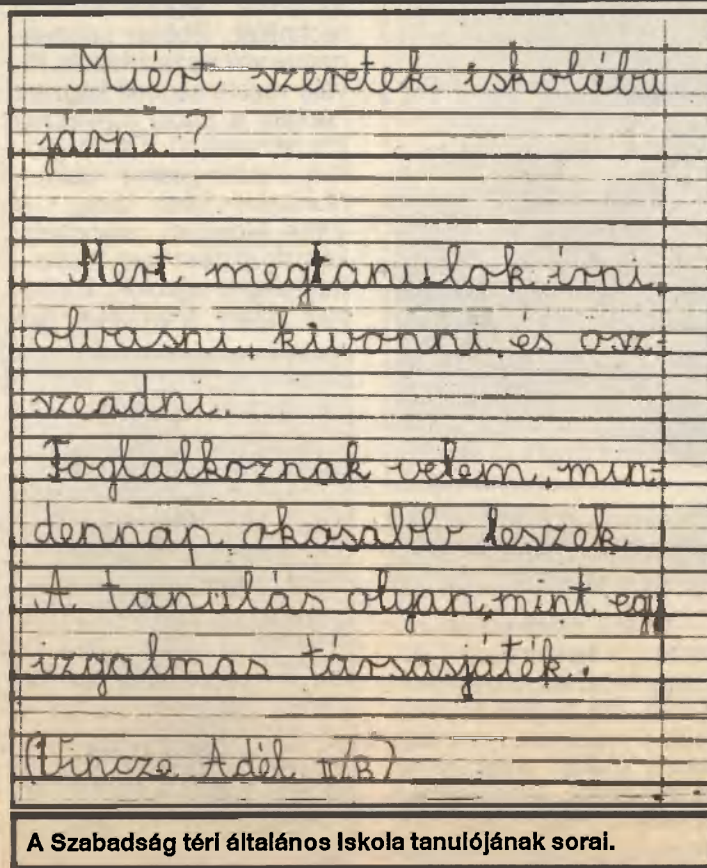 Miért szeretek iskolába
járni?
Mert megtanulok írni,
olvasni, kivonni, és ösz-
szeadni.
Foglalkoznak velem, min-
dennap okosabb leszek
A tanulás olyan, mint egy
izgalmas társasjáték.
(Vincze Adél II/B)
A Szabadság téri általános Iskola tanulójának sorai.